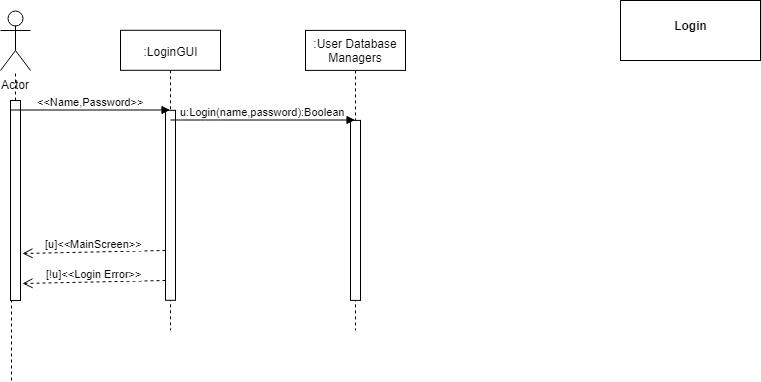 Login
:LoginGUI
:User Database
Managers
Actor
<<Name,Password>>
u:Login(name,password):Boolean
[u]<<MainScreen>>
[!u]<<Login Error>>